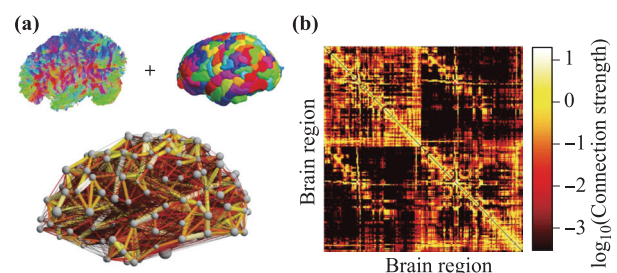 (a)
+
(b)
Brain region
Brain region
1
0
−1
−2
−3
log10(Connection strength)